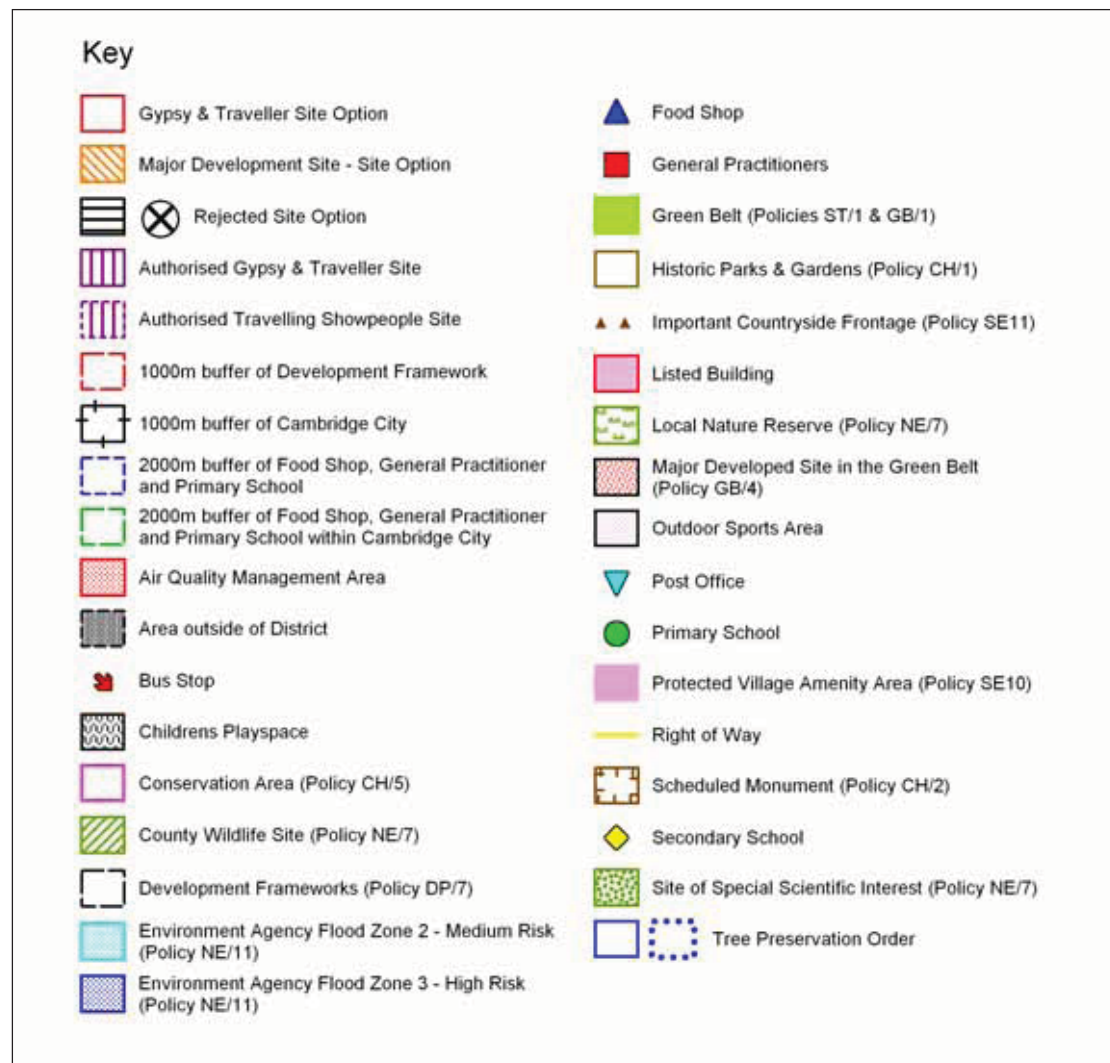 Key
Gypsy & Traveller Site Option
Major Development Site - Site Option
Rejected Site Option
Authorised Gypsy & Traveller Site
Authorised Travelling Showpeople Site
1000m buffer of Development Framework
1000m buffer of Cambridge City
2000m buffer of Food Shop, General Practitioner
and Primary School
2000m buffer of Food Shop, General Practitioner
and Primary School within Cambridge City
Air Quality Management Area
Area outside of District
Bus Stop
Childrens Playspace
Conservation Area (Policy CH/5)
County Wildlife Site (Policy NE/7)
Development Frameworks (Policy DP/7)
Environment Agency Flood Zone 2 - Medium Risk
(Policy NE/11)
Environment Agency Flood Zone 3 - High Risk
(Policy NE/11)
Food Shop
General Practitioners
Green Belt (Policies ST/1 & GB/1)
Historic Parks & Gardens (Policy CH/1)
Important Countryside Frontage (Policy SE11)
Listed Building
Local Nature Reserve (Policy NE/7)
Major Developed Site in the Green Belt
(Policy GB/4)
Outdoor Sports Area
Post Office
Primary School
Protected Village Amenity Area (Policy SE10)
Right of Way
Scheduled Monument (Policy CH/2)
Secondary School
Site of Special Scientific Interest (Policy NE/7)
Tree Preservation Order